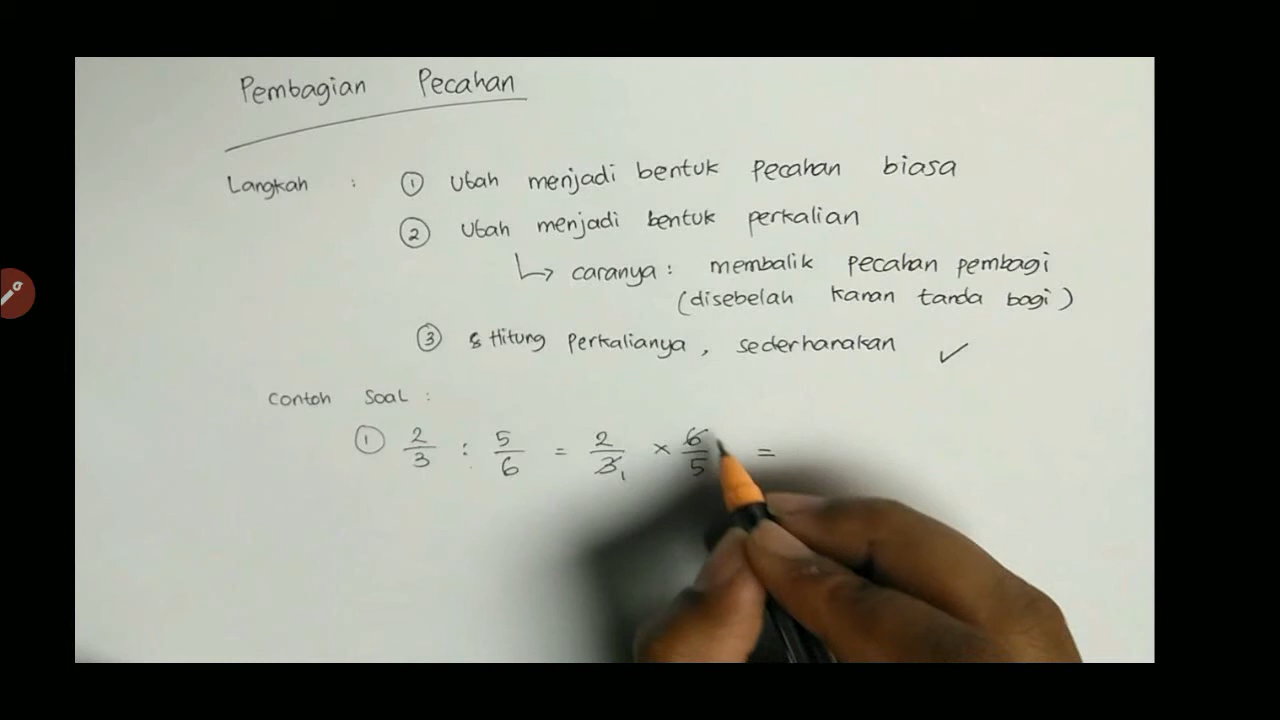 Pembagian Pecahan
Langkah : ① Ubah menjadi bentuk pecahan biasa
② Ubah menjadi bentuk perkalian
↳ caranya : membalik pecahan pembagi
(disebelah kanan tanda bagi)
③ Hitung perkalianya, sederhanakan ✓
Contoh Soal :
① 2/3 : 5/6 = 2/3 1 × 6/5 =